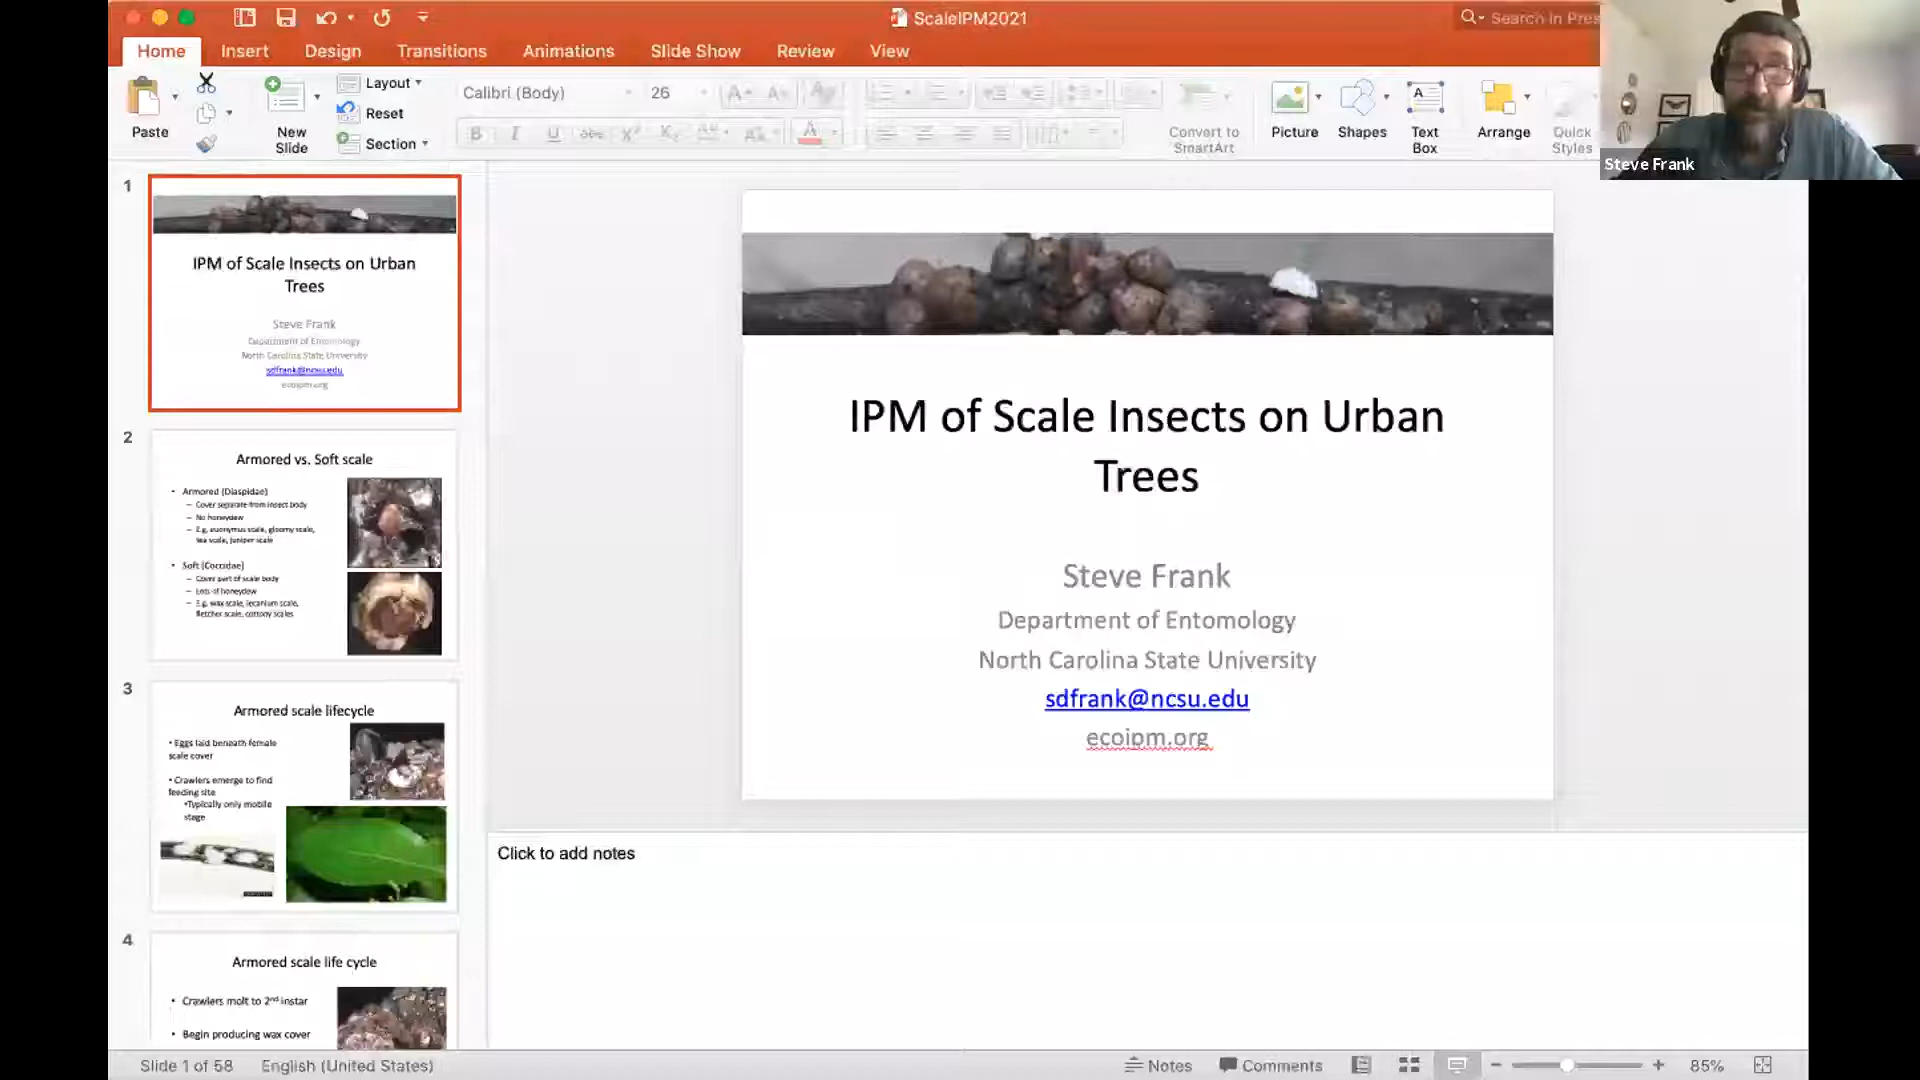 ScaleIPM2021
Search in Pres
Home Insert Design Transitions Animations Slide Show Review View
Paste
New
Slide
Layout
Reset
Section
Calibri (Body) 26
Convert to
SmartArt
Picture
Shapes
Text
Box
Arrange
Quick
Styles
Steve Frank
1
IPM of Scale Insects on Urban
Trees
Steve Frank
Department of Entomology
North Carolina State University
sdfrank@ncsu.edu
ecoipm.org
2
Armored vs. Soft scale
• Armored (Diaspidae)
– Cover separate from insect body
– No honeydew
– E.g. euonymus scale, gloomy scale,
tea scale, juniper scale
• Soft (Coccidae)
– Cover part of scale body
– Lots of honeydew
– E.g. wax scale, lecanium scale,
fletcher scale, cottony scales
3
Armored scale lifecycle
• Eggs laid beneath female
scale cover
• Crawlers emerge to find
feeding site
•Typically only mobile
stage
4
Armored scale life cycle
• Crawlers molt to 2nd instar
• Begin producing wax cover
IPM of Scale Insects on Urban
Trees
Steve Frank
Department of Entomology
North Carolina State University
sdfrank@ncsu.edu
ecoipm.org
Click to add notes
Slide 1 of 58 English (United States)
Notes Comments 85%